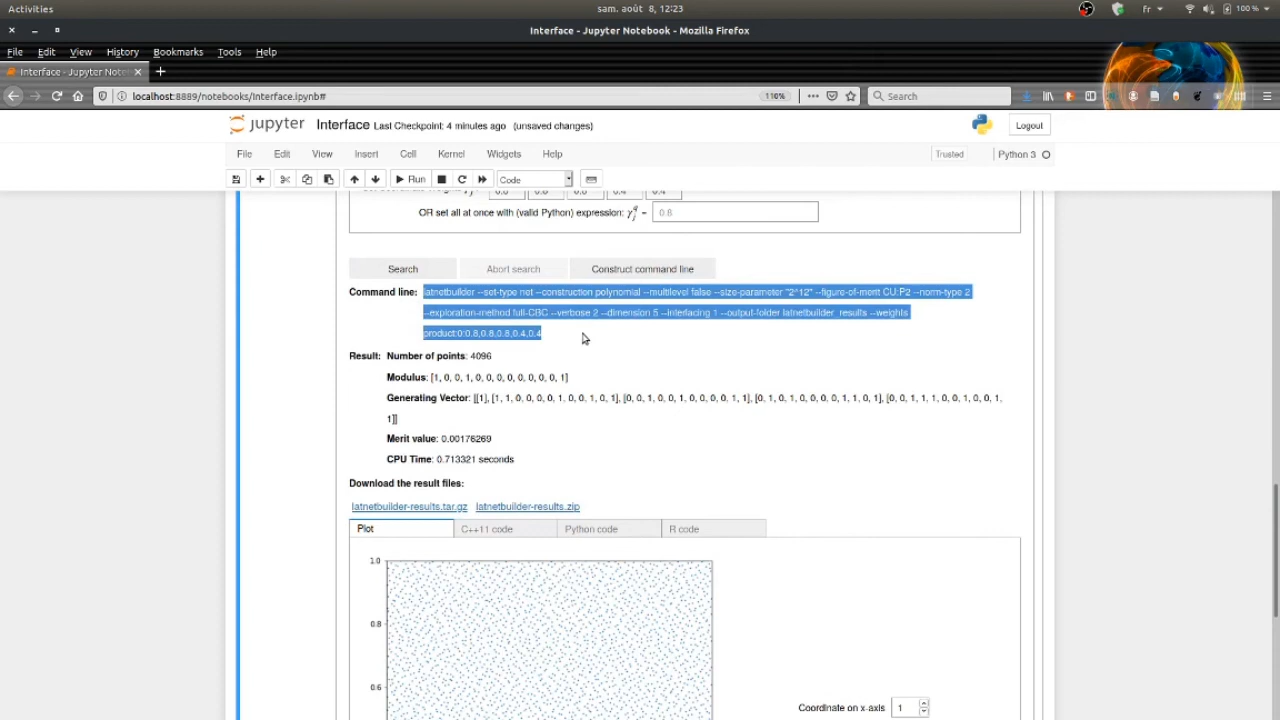 Activities
sam. août 8, 12:23
Fr
100 %
Interface - Jupyter Notebook - Mozilla Firefox
File Edit View History Bookmarks Tools Help
Interface - Jupyter Note
localhost:8889/notebooks/Interface.ipynb#
110%
Search
jupyter Interface Last Checkpoint: 4 minutes ago (unsaved changes)
Logout
File Edit View Insert Cell Kernel Widgets Help
Trusted
Python 3
Run
Code
OR set all at once with (valid Python) expression: γ_j^q = 0.8
Search Abort search Construct command line
Command line: latnetbuilder --set-type net --construction polynomial --multilevel false --size-parameter "2^12" --figure-of-merit CU:P2 --norm-type 2
--exploration-method full-CBC --verbose 2 --dimension 5 --interlacing 1 --output-folder latnetbuilder_results --weights
product:0:0.8,0.8,0.8,0.4,0.4
Result: Number of points: 4096
Modulus: [1, 0, 0, 1, 0, 0, 0, 0, 0, 0, 0, 0, 1]
Generating Vector: [[1], [1, 1, 0, 0, 0, 0, 1, 0, 0, 1, 0, 1], [0, 0, 1, 0, 0, 1, 0, 0, 0, 0, 1, 1], [0, 1, 0, 1, 0, 0, 0, 0, 1, 1, 0, 1], [0, 0, 1, 1, 1, 0, 0, 1, 0, 0, 1,
1]]
Merit value: 0.00176269
CPU Time: 0.713321 seconds
Download the result files:
latnetbuilder-results.tar.gz latnetbuilder-results.zip
Plot C++11 code Python code R code
1.0
0.8
0.6
Coordinate on x-axis 1